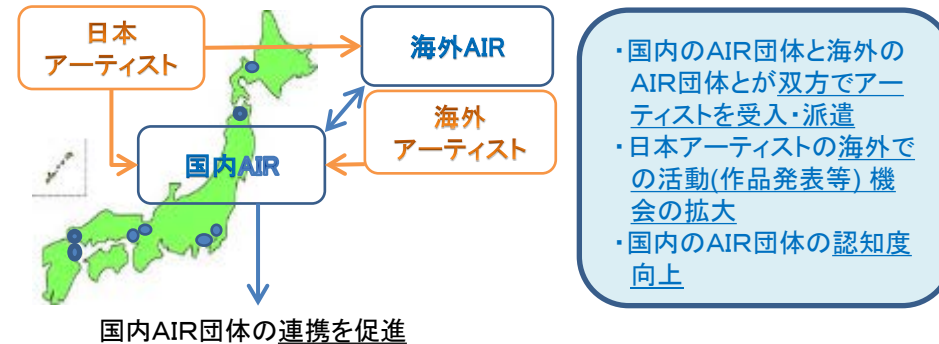 日本
アーティスト
海外AIR
海外
アーティスト
国内AIR
国内AIR団体の連携を促進
・国内のAIR団体と海外の
AIR団体とが双方でアー
ティストを受入・派遣
・日本アーティストの海外で
の活動(作品発表等) 機
会の拡大
・国内のAIR団体の認知度
向上